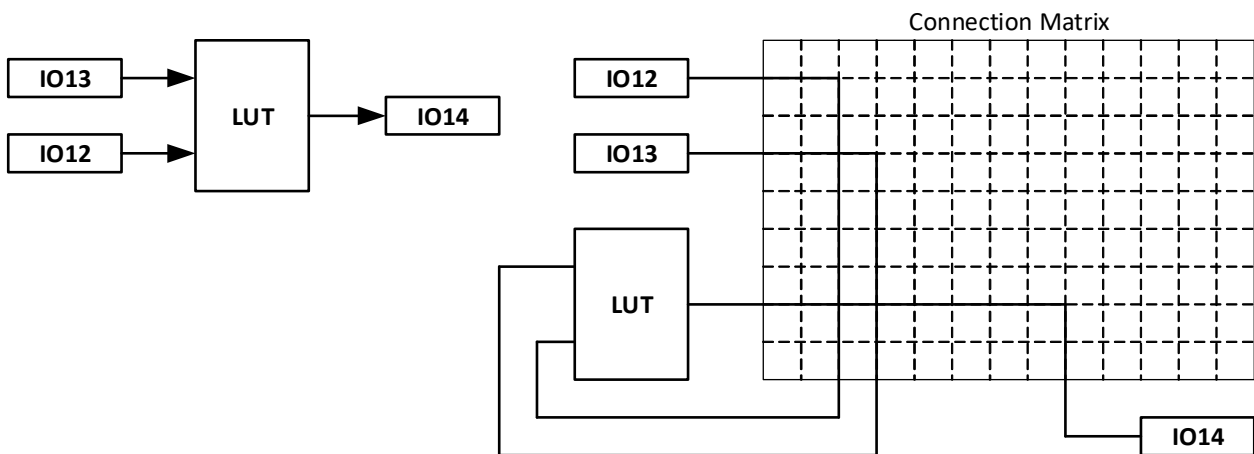 Connection Matrix
IO13
IO12
LUT
IO14
IO12
IO13
LUT
IO14